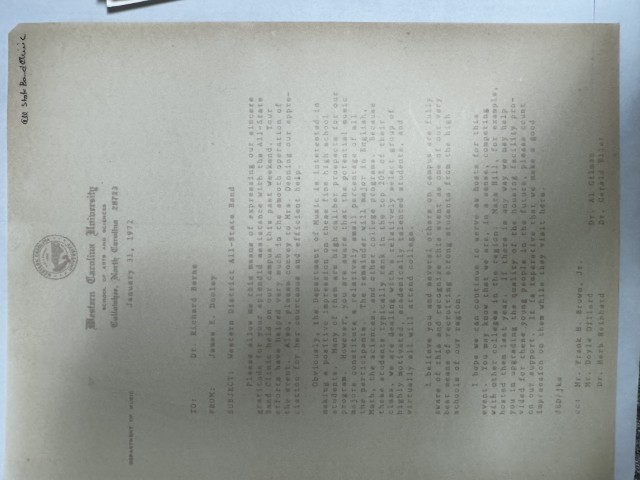 All State Band Clinic
WESTERN CAROLINA UNIVERSITY
Western Carolina University
SCHOOL OF ARTS AND SCIENCES
Cullowhee, North Carolina 28723
DEPARTMENT OF MUSIC
January 31, 1972
TO: Dr. Richard Berne
FROM: James E. Dooley
SUBJECT: Western District All-State Band
Please allow me this means of expressing our sincere
gratitude for your splendid assistance with the All-State
band Clinic held on our campus this past weekend. Your
efforts have helped very much in the smooth operation of
the event. Also, please convey to Mrs. Denning our appre-
ciation for her courteous and efficient help.
Obviously, the Department of Music is interested in
making a positive impression on these fine high school
students. Many of them are high caliber prospects for our
program. However, you are aware that the potential music
majors constitute a relatively small percentage of all
the participants. The remainder will major in English,
Math, the sciences, and other college programs. Because
these students typically rank in the top 20% of their
class, we are dealing with a relatively select group of
highly motivated, academically talented students, and
virtually all will attend college.
I believe you and several others on campus are fully
aware of this and recognize this event as one of our very
best means of recruiting strong students from the high
schools of our region.
I hope we can continue to serve as hosts for this
event. You may know that we are, in a sense, competing
with other colleges in the region. Mars Hill, for example,
hosted them last year. If there is any way we may help
you in upgrading the quality of the housing facility pro-
vided for these young people in the future, please count
on our support. It is imperative that we make a good
impression on them while they visit here.
JED/jks
cc: Mr. Frank H. Brown, Jr.
Mr. Doyle Dillard Dr. Al Gilman
Dr. Herb Reinhard Dr. Gerald Eller